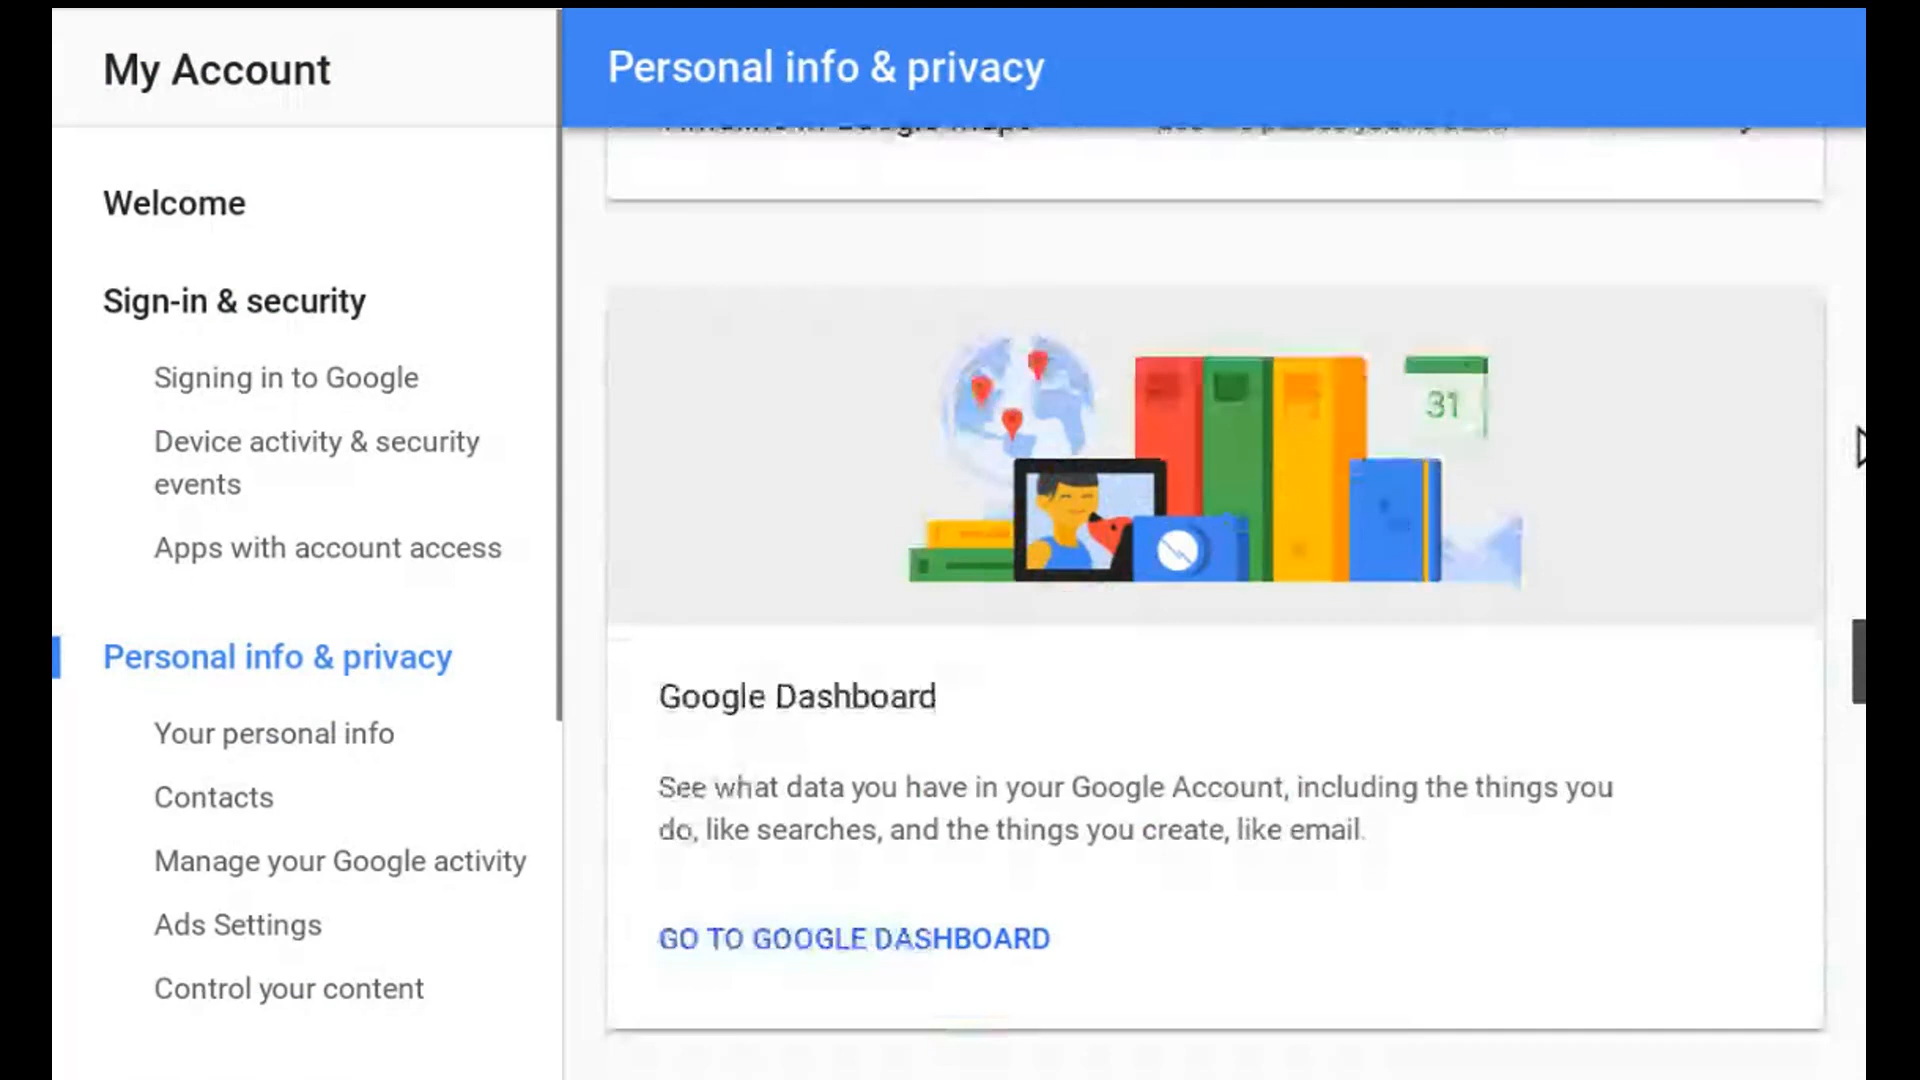 My Account
Welcome
Sign-in & security
Signing in to Google
Device activity & security
events
Apps with account access
Personal info & privacy
Your personal info
Contacts
Manage your Google activity
Ads Settings
Control your content
Personal info & privacy
31
Google Dashboard
See what data you have in your Google Account, including the things you
do, like searches, and the things you create, like email.
GO TO GOOGLE DASHBOARD